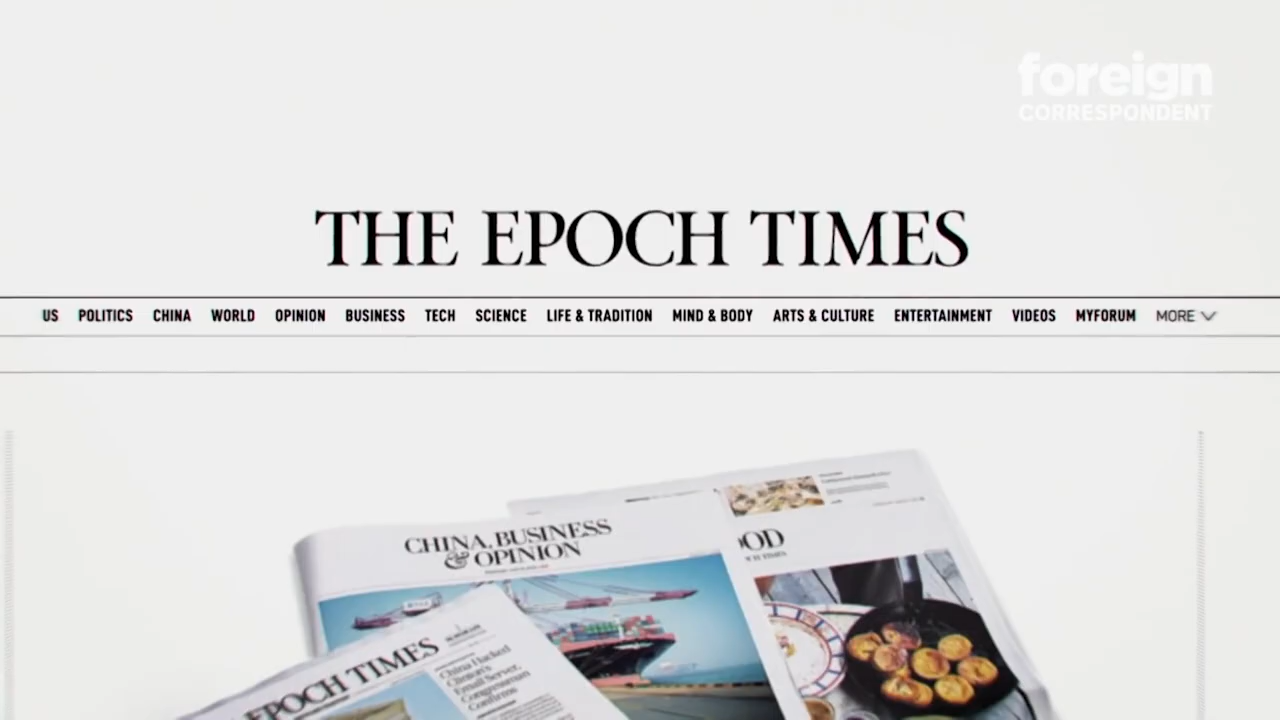 foreign
CORRESPONDENT
THE EPOCH TIMES
US POLITICS CHINA WORLD OPINION BUSINESS TECH SCIENCE LIFE & TRADITION MIND & BODY ARTS & CULTURE ENTERTAINMENT VIDEOS MYFORUM MORE
CHINA, BUSINESS
& OPINION
OOD
EPOCH TIMES
China Hacked
Clinton's
Email Server,
Congressman
Confirms